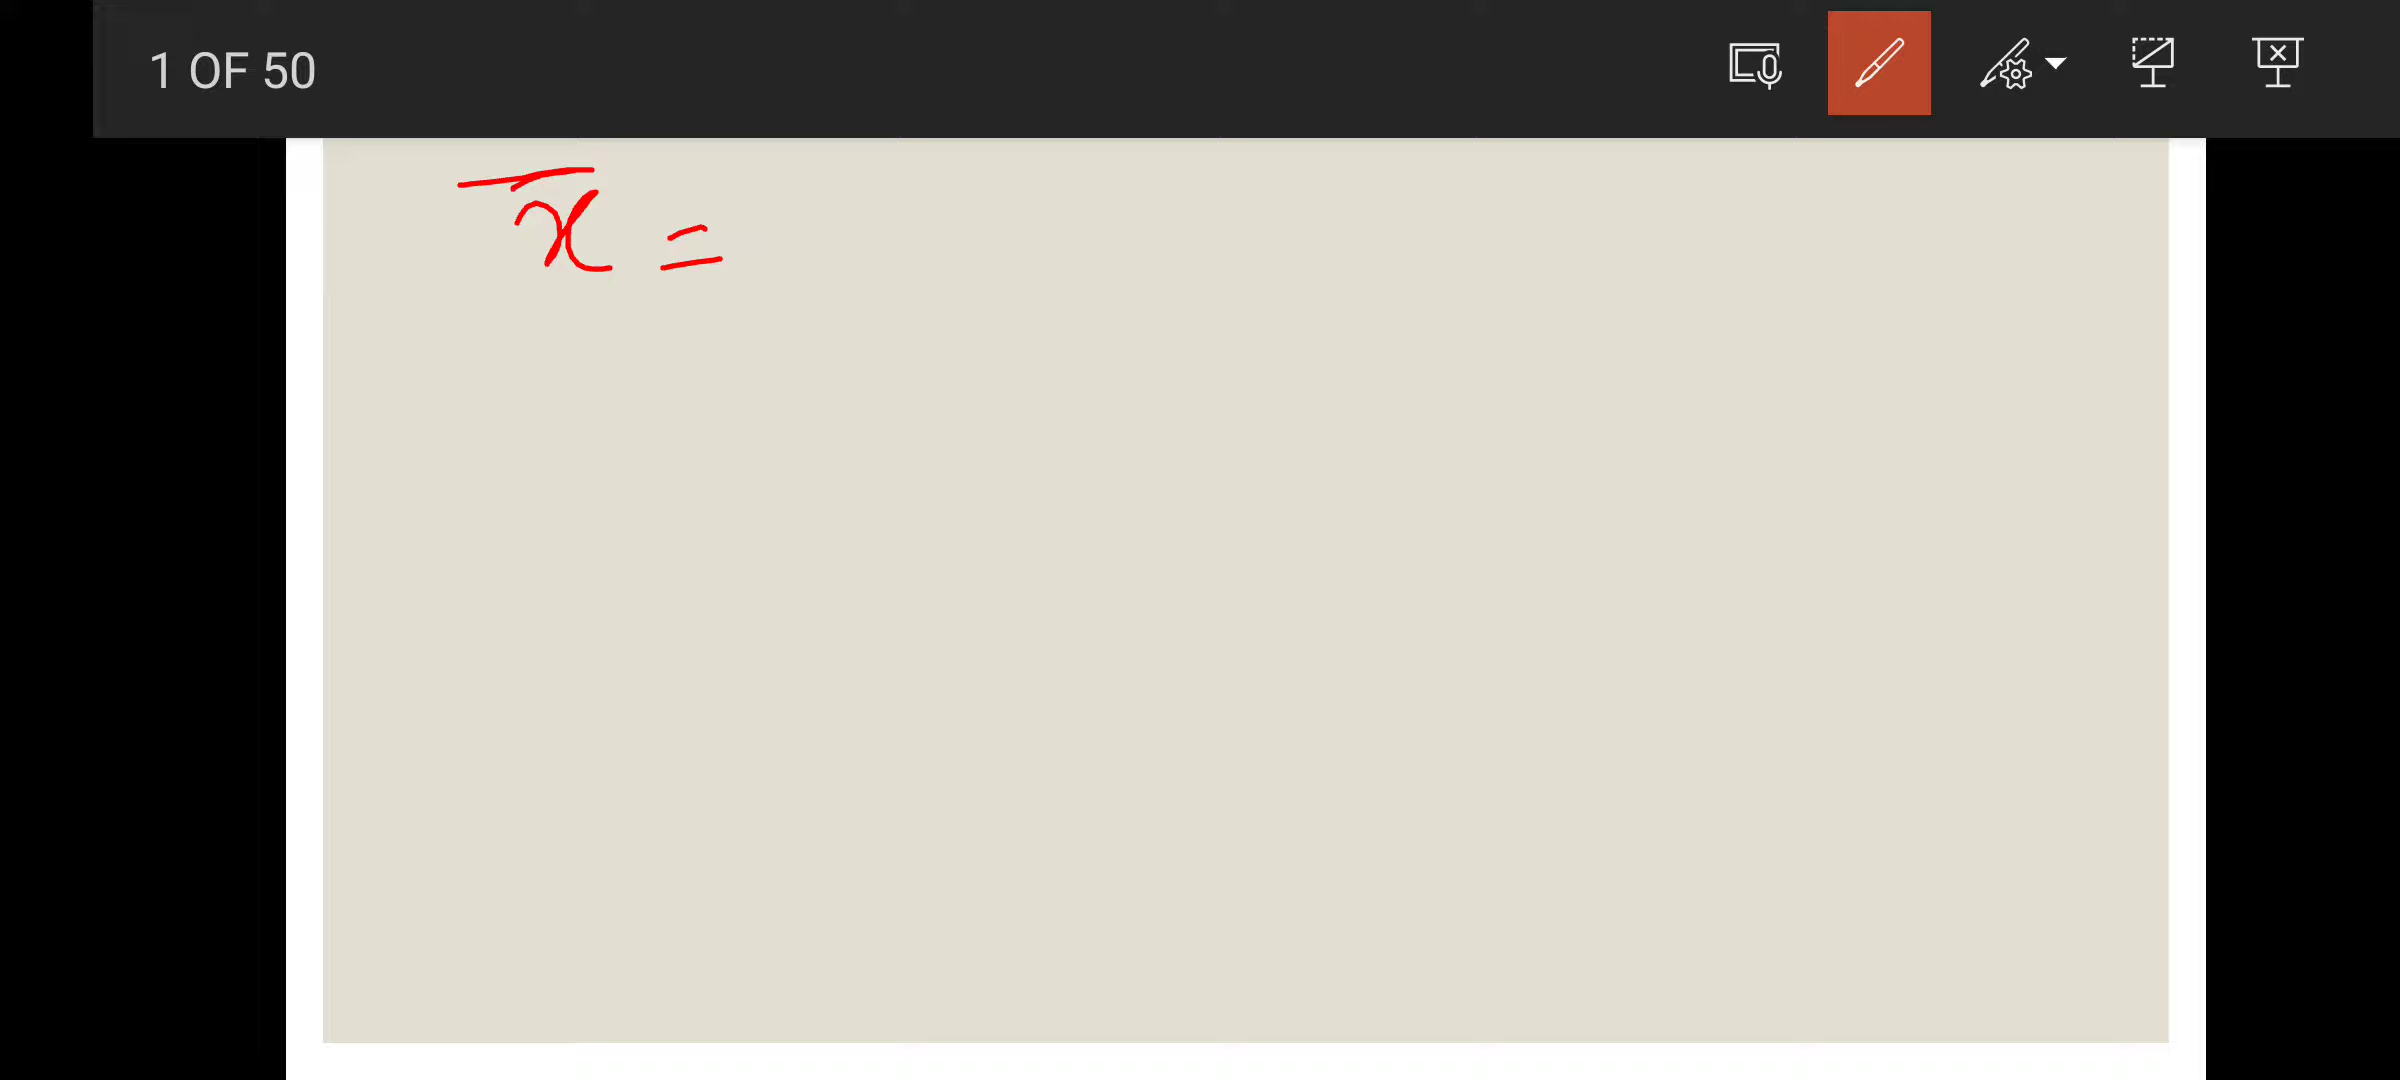 1 OF 50
x̄ =